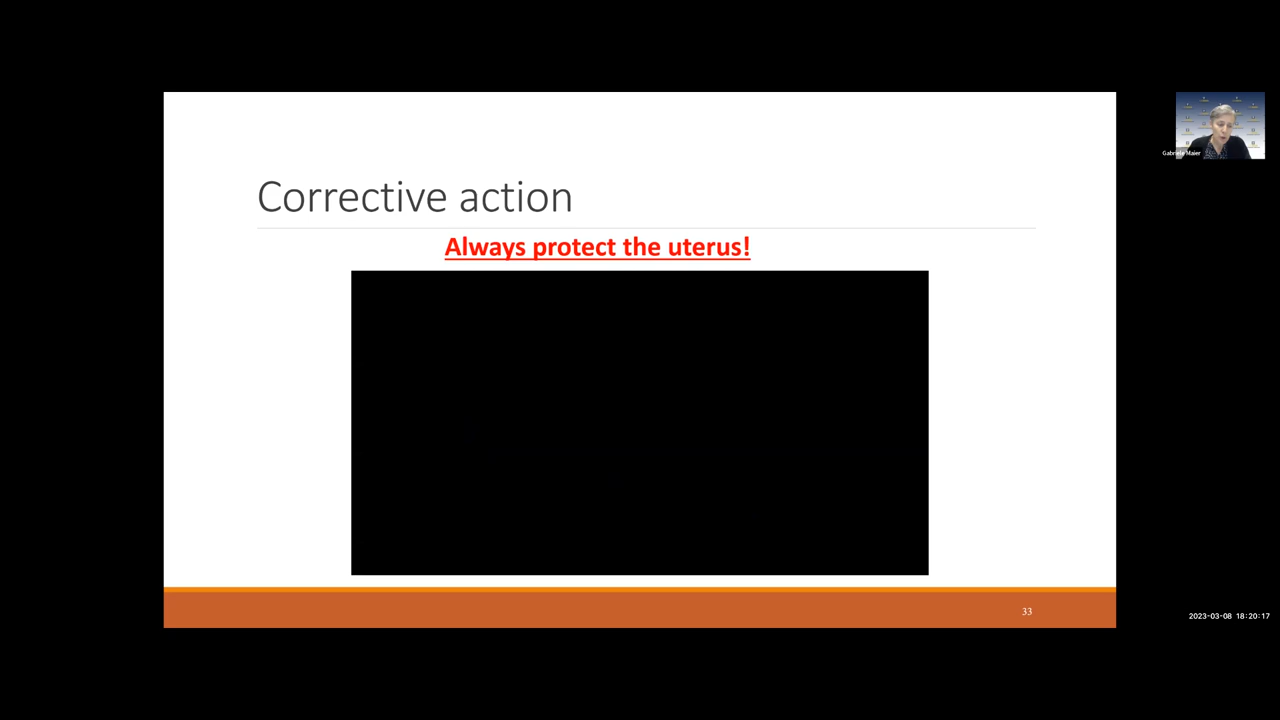 Corrective action
Always protect the uterus!
Gabriele Maier
33
2023-03-08 18:20:17